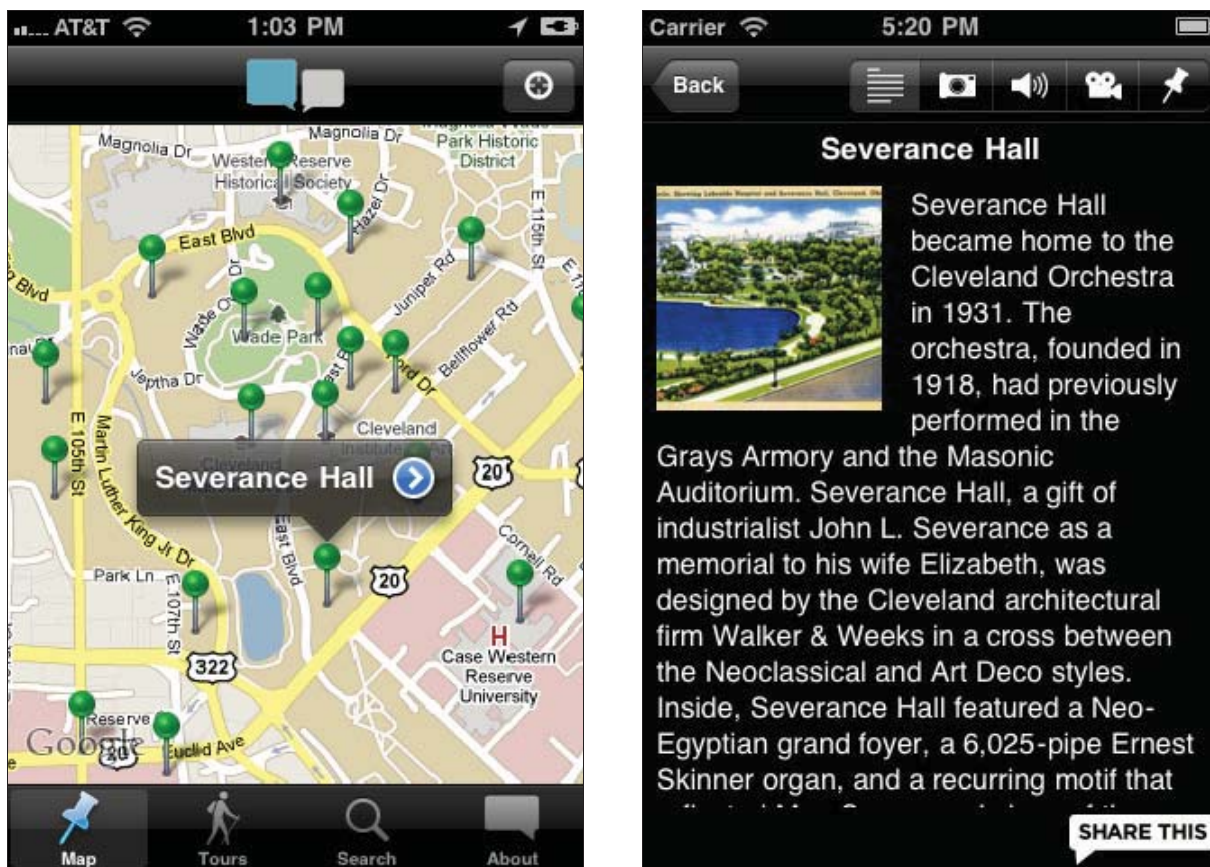 AT&T 1:03 PM
Magnolia Dr
Magnolia Dr
Park Historic
District
Western Reserve
Historical Society
Hazel Dr
E 115th St
East Blvd
Blvd
Juniper Rd
Wade Park
Bellflower Rd
Jeptha Dr
Ford Dr
E 105th St
Martin Luther King Jr Dr
Cleveland
Severance Hall
20
East Blvd
Cornell Rd
Park Ln
E 107th St
20
H
Case Western
Reserve
University
322
Reserve
Google
20
Euclid Ave
Map Tours Search About
Carrier 5:20 PM
Back
Severance Hall
Severance Hall
became home to the
Cleveland Orchestra
in 1931. The
orchestra, founded in
1918, had previously
performed in the
Grays Armory and the Masonic
Auditorium. Severance Hall, a gift of
industrialist John L. Severance as a
memorial to his wife Elizabeth, was
designed by the Cleveland architectural
firm Walker & Weeks in a cross between
the Neoclassical and Art Deco styles.
Inside, Severance Hall featured a Neo-
Egyptian grand foyer, a 6,025-pipe Ernest
Skinner organ, and a recurring motif that
SHARE THIS